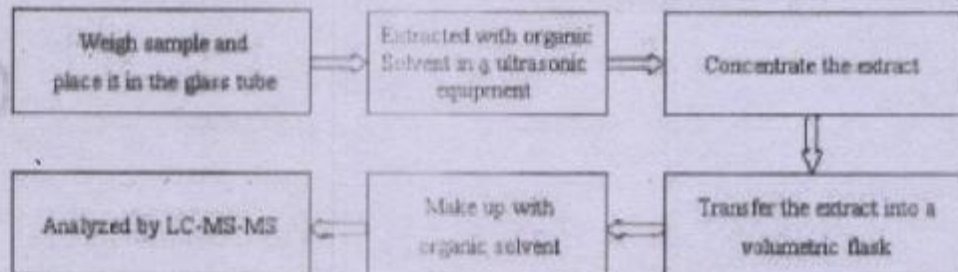 Weigh sample and
place it in the glass tube
Extracted with organic
Solvent in a ultrasonic
equipment
Concentrate the extract
Transfer the extract into a
volumetric flask
Make up with
organic solvent
Analyzed by LC-MS-MS